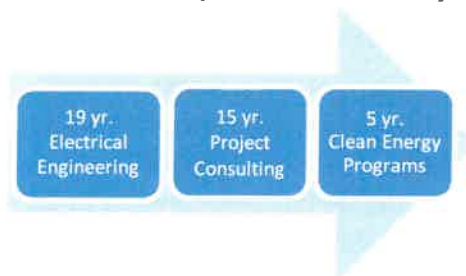 19 yr.
Electrical
Engineering
15 yr.
Project
Consulting
5 yr.
Clean Energy
Programs